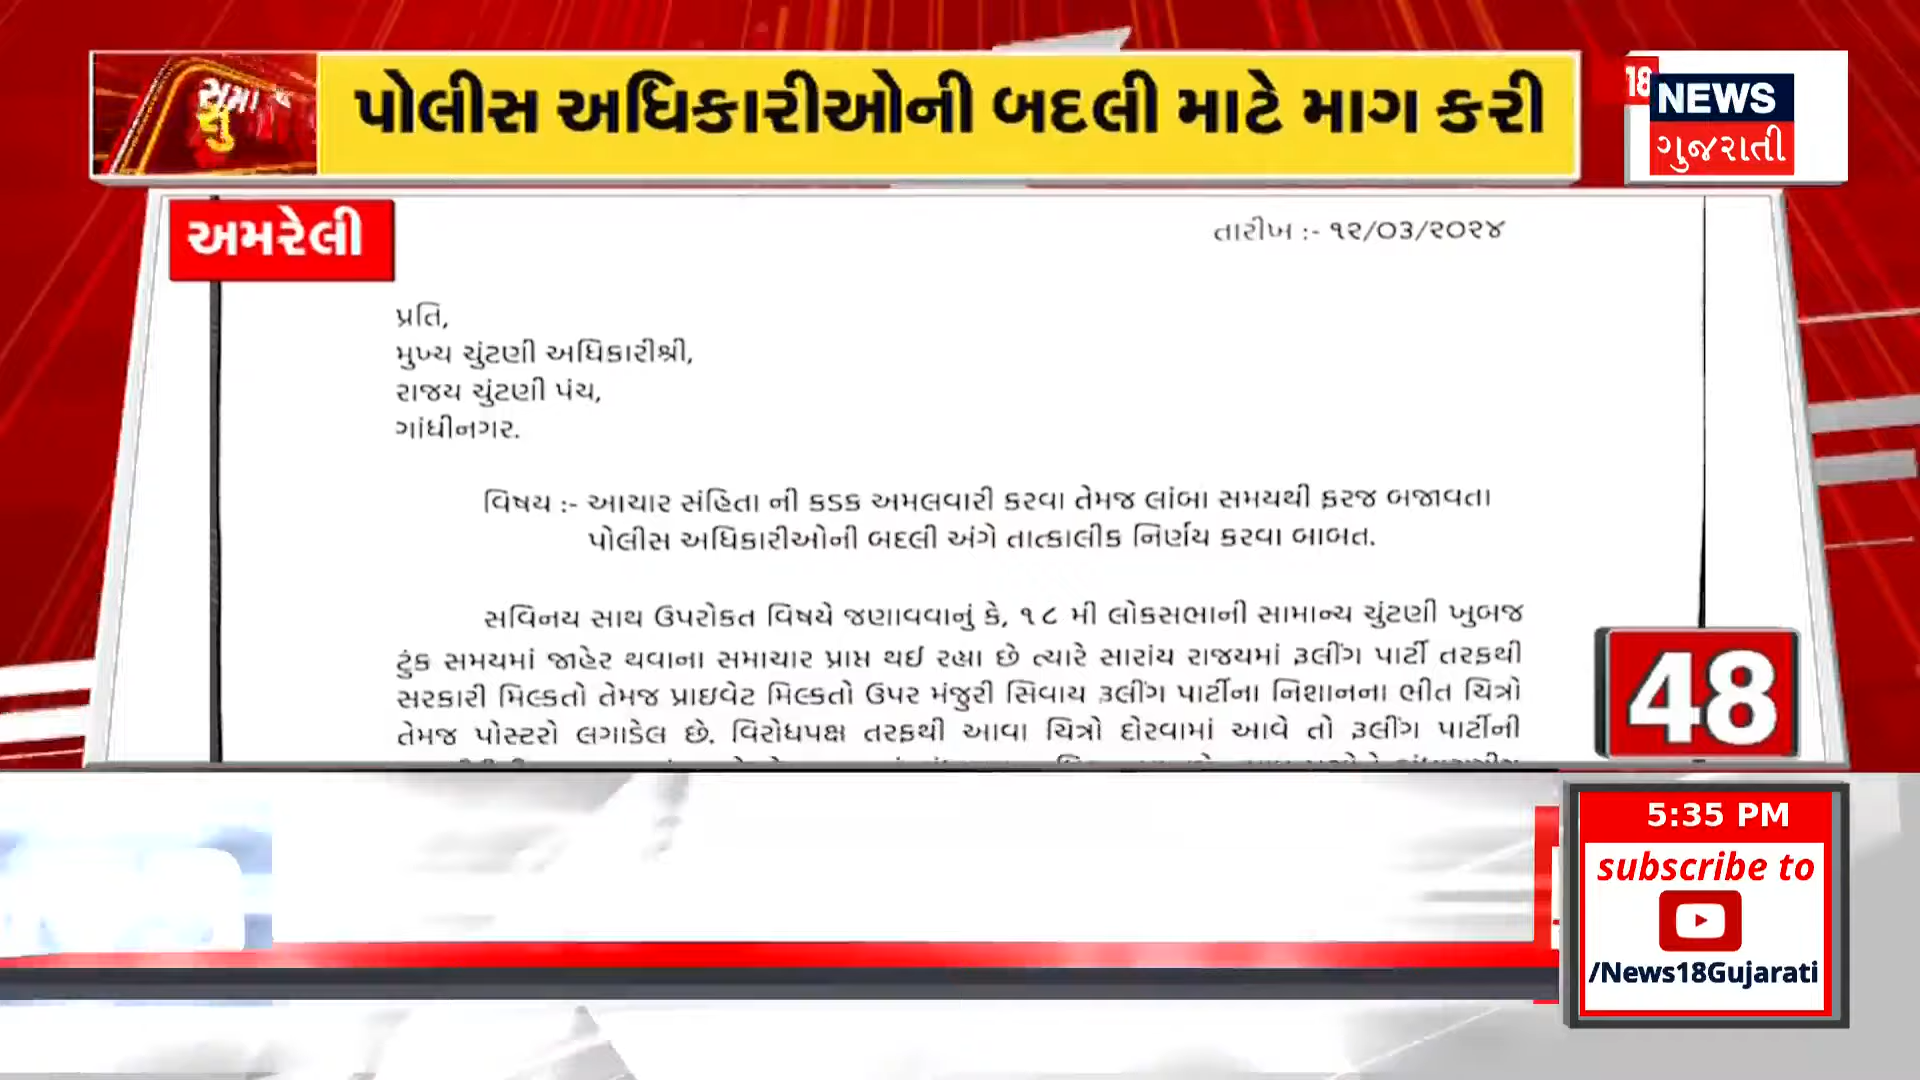 પોલીસ અધિકારીઓની બદલી માટે માગ કરી
18
NEWS
ગુજરાતી
અમરેલી
તારીખ :- ૧૨/૦૩/૨૦૨૪
પ્રતિ,
મુખ્ય ચુંટણી અધિકારીશ્રી,
રાજય ચુંટણી પંચ,
ગાંધીનગર.
વિષય :- આચાર સંહિતા ની કડક અમલવારી કરવા તેમજ લાંબા સમયથી ફરજ બજાવતા
પોલીસ અધિકારીઓની બદલી અંગે તાત્કાલીક નિર્ણય કરવા બાબત.
સવિનય સાથ ઉપરોકત વિષયે જણાવવાનું કે, ૧૮ મી લોકસભાની સામાન્ય ચુંટણી ખુબજ
ટુંક સમયમાં જાહેર થવાના સમાચાર પ્રાપ્ત થઈ રહ્યા છે ત્યારે સારાંય રાજયમાં રૂલીંગ પાર્ટી તરફથી
સરકારી મિલ્કતો તેમજ પ્રાઇવેટ મિલ્કતો ઉપર મંજુરી સિવાય રૂલીંગ પાર્ટીના નિશાનના ભીત ચિત્રો
તેમજ પોસ્ટરો લગાડેલ છે. વિરોધપક્ષ તરફથી આવા ચિત્રો દોરવામાં આવે તો રૂલીંગ પાર્ટીની
48
5:35 PM
subscribe to
/News18Gujarati